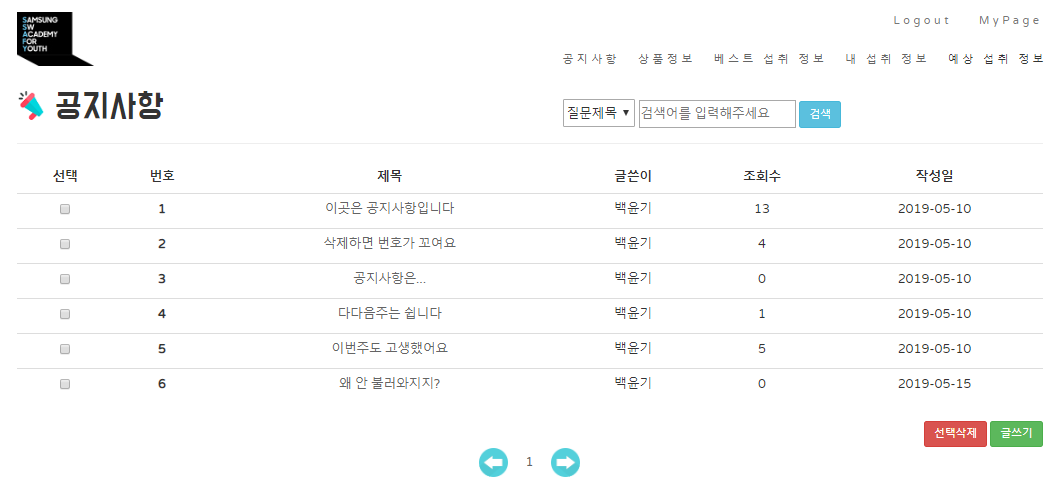 SAMSUNG
SW
ACADEMY
FOR
YOUTH
Logout MyPage
공지사항 상품정보 베스트 섭취 정보 내 섭취 정보 예상 섭취 정보
공지사항
질문제목 검색어를 입력해주세요 검색
선택 번호 제목 글쓴이 조회수 작성일
1 이곳은 공지사항입니다 백윤기 13 2019-05-10
2 삭제하면 번호가 꼬여요 백윤기 4 2019-05-10
3 공지사항은... 백윤기 0 2019-05-10
4 다다음주는 쉽니다 백윤기 1 2019-05-10
5 이번주도 고생했어요 백윤기 5 2019-05-10
6 왜 안 불러와지지? 백윤기 0 2019-05-15
선택삭제 글쓰기
1